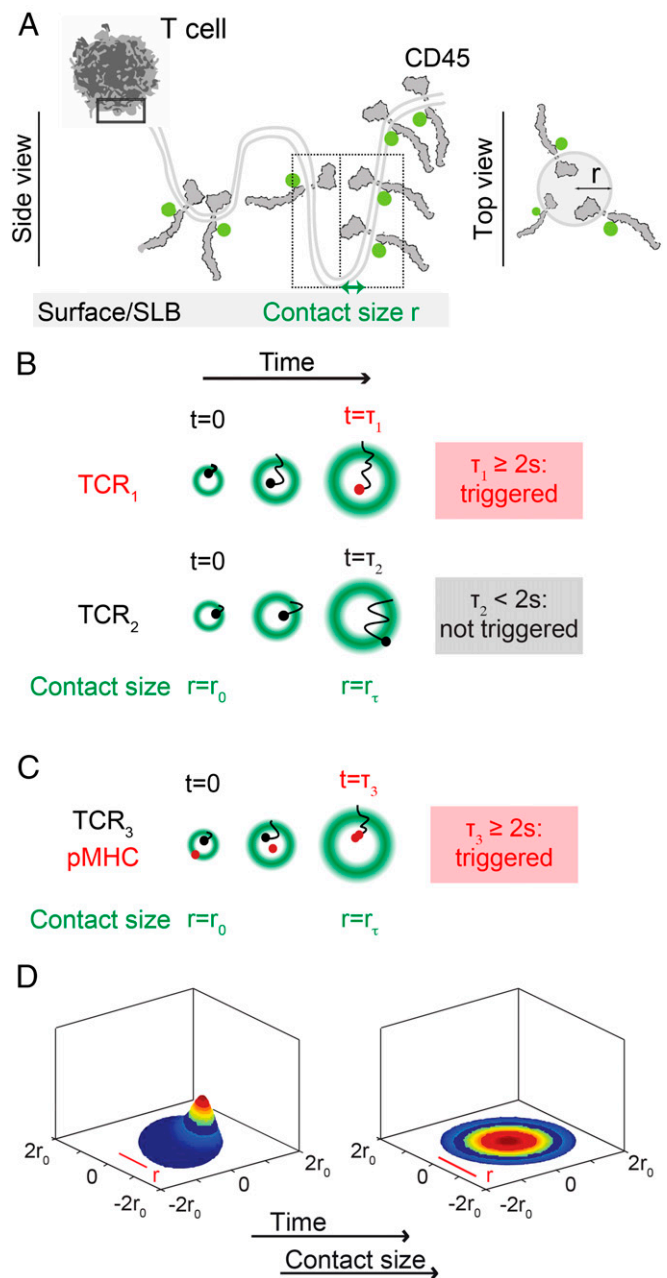 A
T cell
CD45
Side view
Top view
r
Surface/SLB
Contact size r
B
Time
t=0
t=τ₁
TCR₁
τ₁ ≥ 2s:
triggered
t=0
t=τ₂
TCR₂
τ₂ < 2s:
not triggered
Contact size
r=r₀
r=r_τ
C
t=0
t=τ₃
TCR₃
pMHC
τ₃ ≥ 2s:
triggered
Contact size
r=r₀
r=r_τ
D
2r₀
0
-2r₀
r
-2r₀
0
2r₀
2r₀
0
-2r₀
r
-2r₀
0
2r₀
Time
Contact size